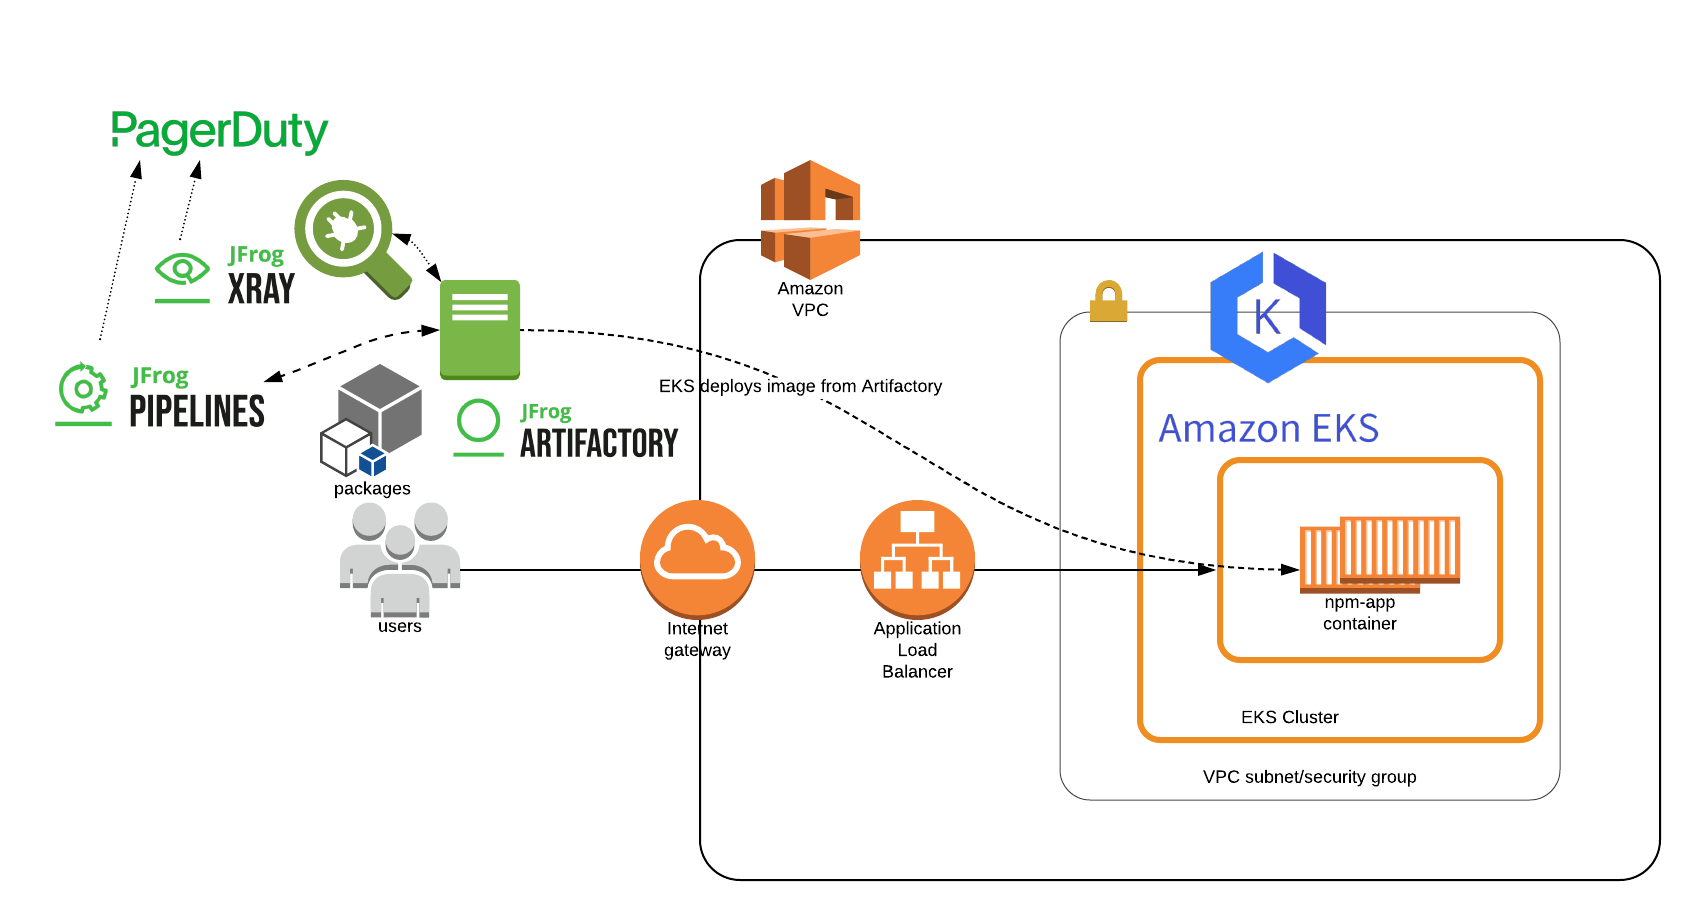 PagerDuty
JFrog
XRAY
JFrog
PIPELINES
packages
JFrog
ARTIFACTORY
users
Amazon
VPC
EKS deploys image from Artifactory
Internet
gateway
Application
Load
Balancer
K
Amazon EKS
npm-app
container
EKS Cluster
VPC subnet/security group